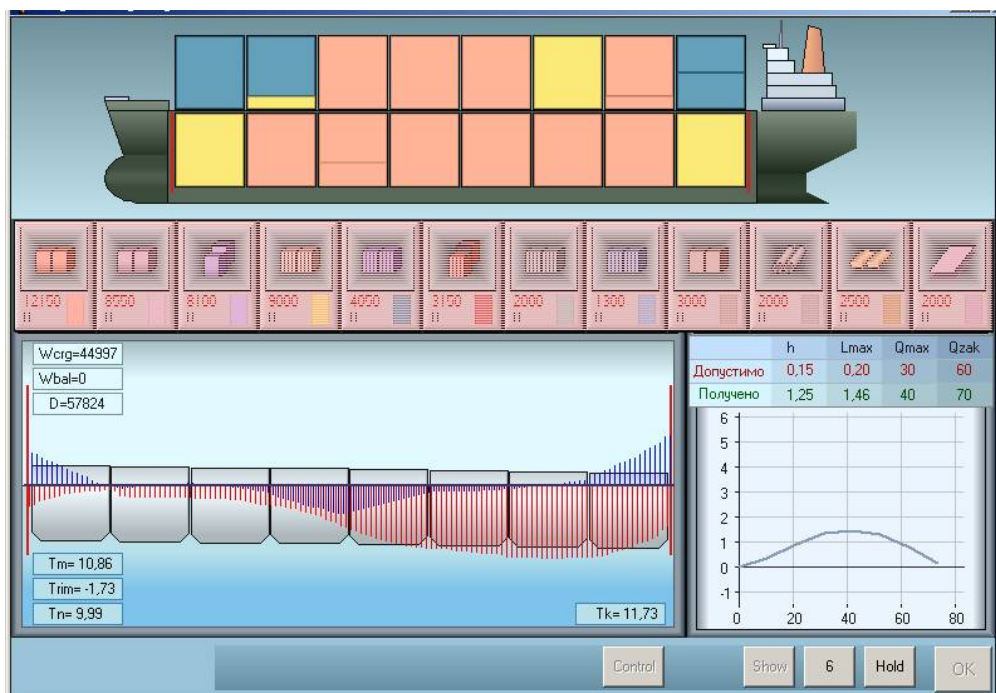 12150 8550 8100 9000 4050 3150 2000 1300 3000 2000 2500 2000
Wcrg=44997
Wbal=0
D=57824
Tm= 10,86
Trim= -1,73
Tn= 9,99
Tk= 11,73
h Lmax Qmax Qzak
Допустимо 0,15 0,20 30 60
Получено 1,25 1,46 40 70
6
5
4
3
2
1
0
-1
0 20 40 60 80
Control Show 6 Hold OK